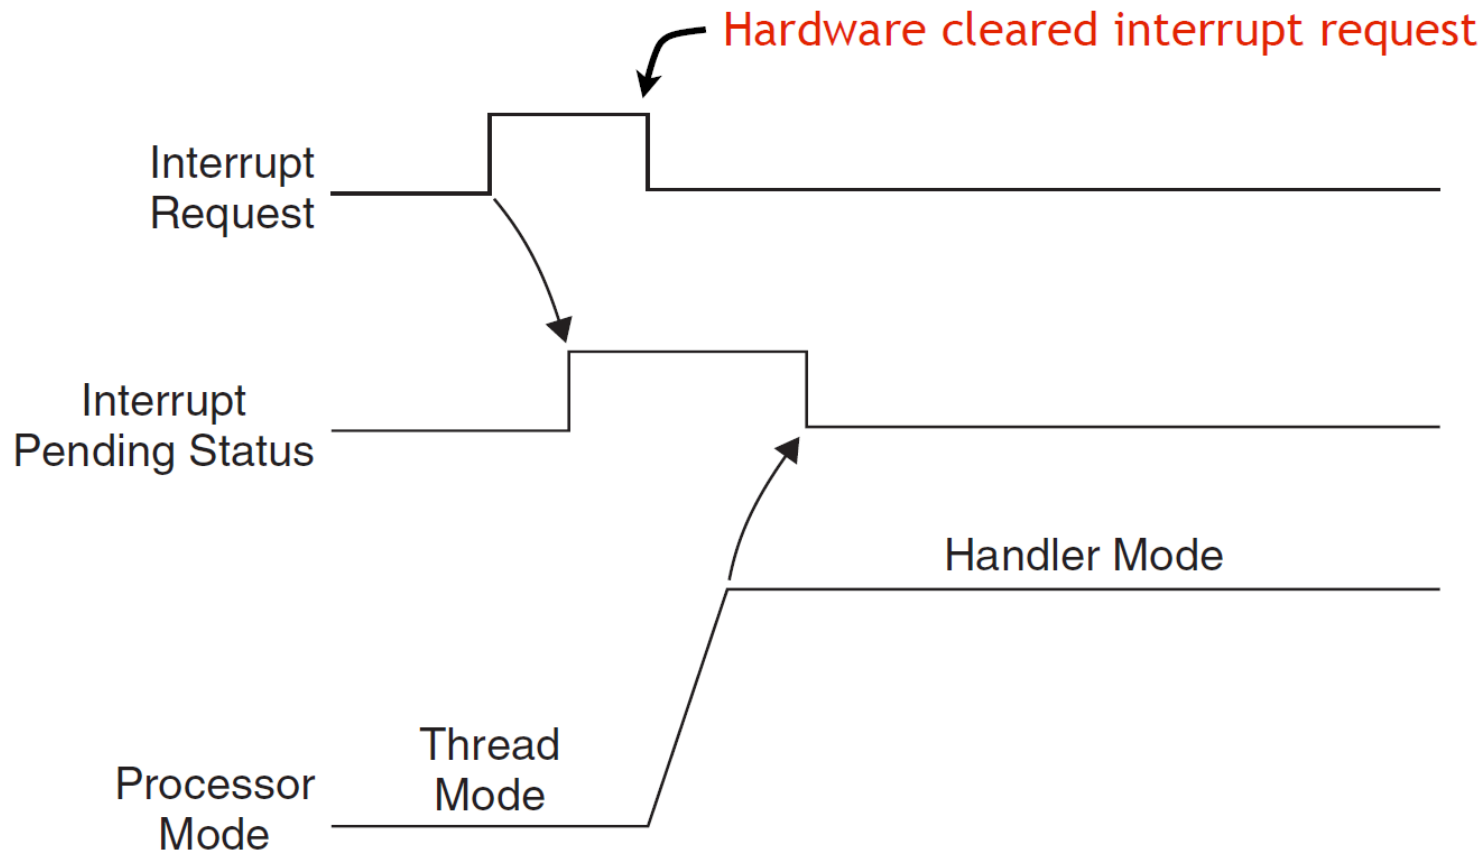 Hardware cleared interrupt request
Interrupt
Request
Interrupt
Pending Status
Handler Mode
Thread
Mode
Processor
Mode